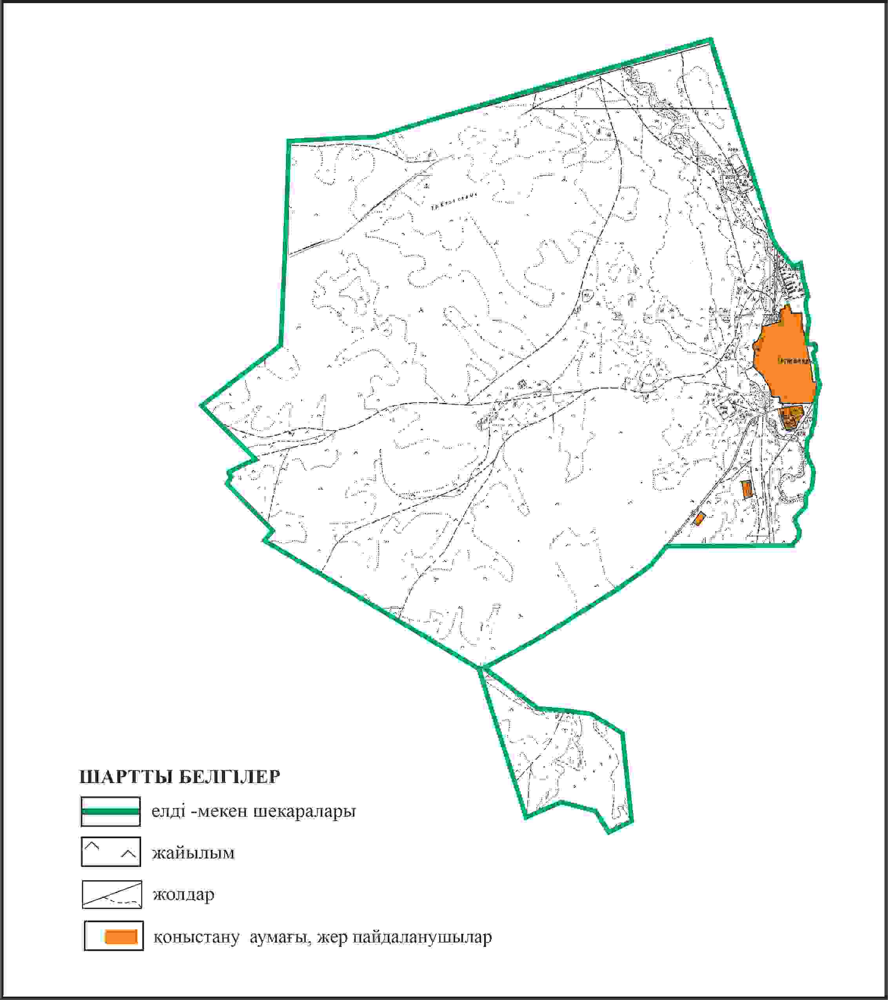 ШАРТТЫ БЕЛГІЛЕР
елді -мекен шекаралары
жайылым
жолдар
қоныстану аумағы, жер пайдаланушылар